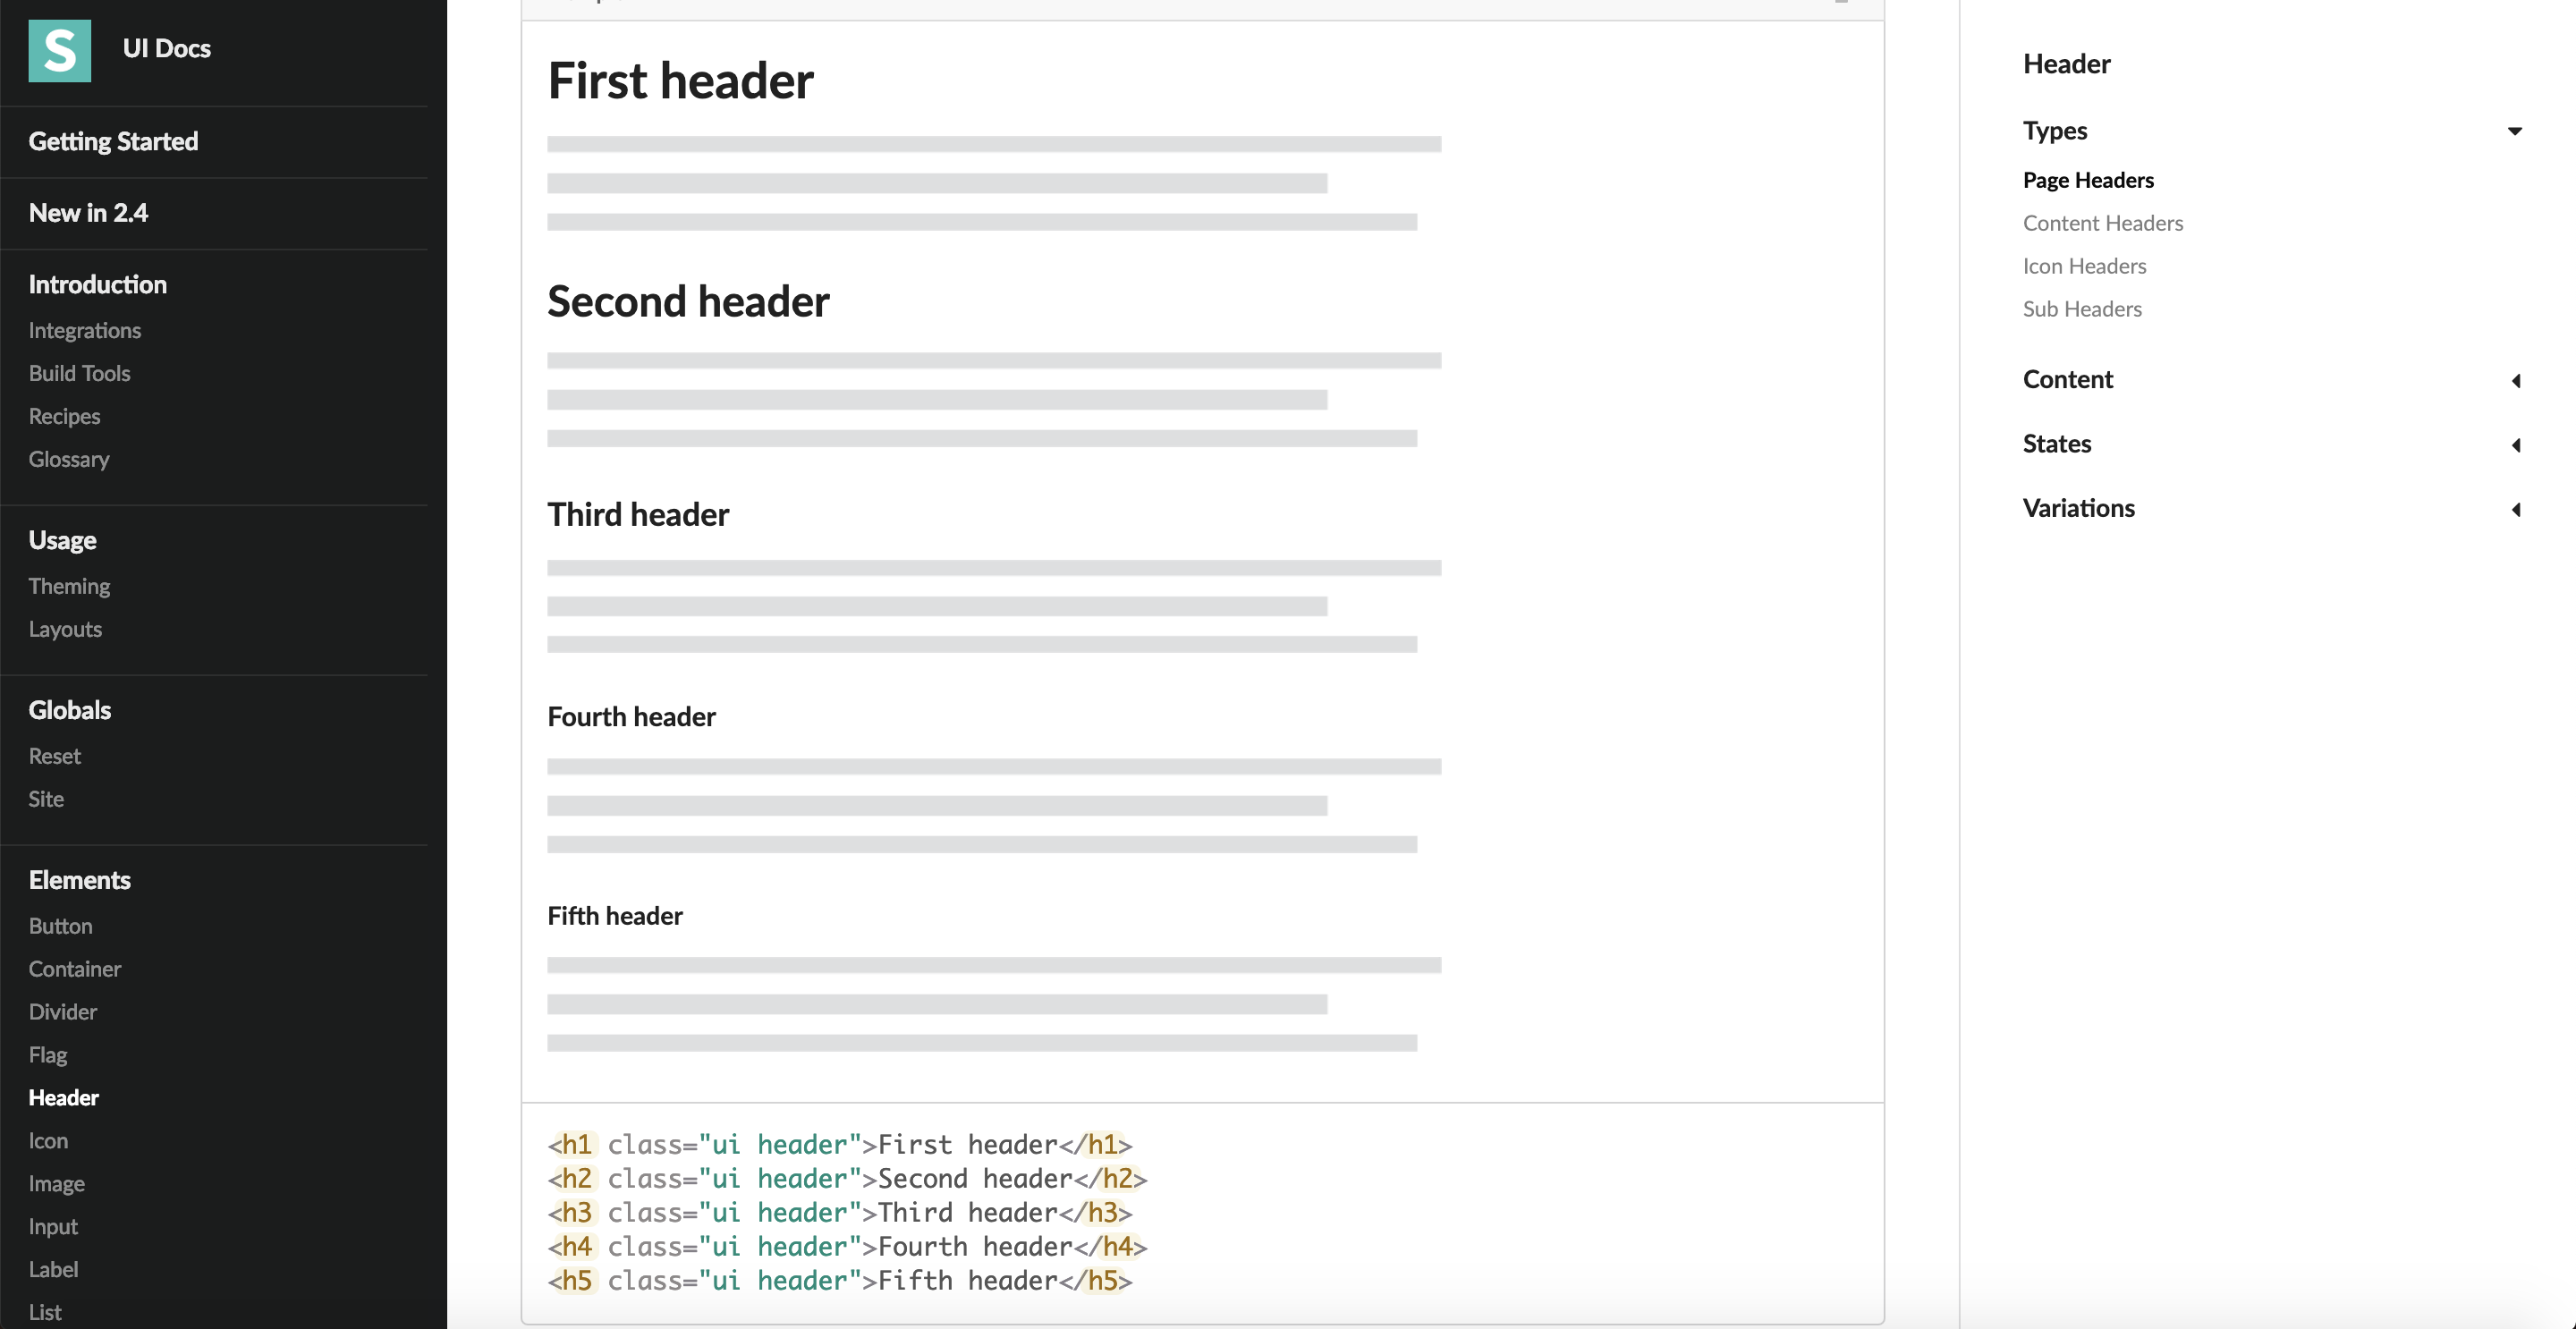 S
UI Docs
Getting Started
New in 2.4
Introduction
Integrations
Build Tools
Recipes
Glossary
Usage
Theming
Layouts
Globals
Reset
Site
Elements
Button
Container
Divider
Flag
Header
Icon
Image
Input
Label
List
First header
Second header
Third header
Fourth header
Fifth header
<h1 class="ui header">First header</h1>
<h2 class="ui header">Second header</h2>
<h3 class="ui header">Third header</h3>
<h4 class="ui header">Fourth header</h4>
<h5 class="ui header">Fifth header</h5>
Header
Types
Page Headers
Content Headers
Icon Headers
Sub Headers
Content
States
Variations